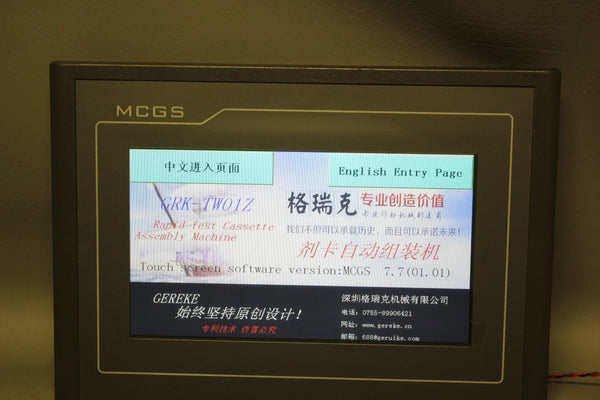 MCGS
中文进入页面
English Entry Page
GRK-TW01Z
格瑞克
专业创造价值
Rapid Test Cassette
Assembly Machine
我们不但可以承载历史，而且可以承诺未来!
剂卡自动组装机
Touch screen software version:MCGS 7.7(01.01)
GEREKE
始终坚持原创设计!
专利技术 仿冒必究
深圳格瑞克机械有限公司
电话: 0755-89906421
网址: www.gereke.cn
邮箱: 688@geruike.com